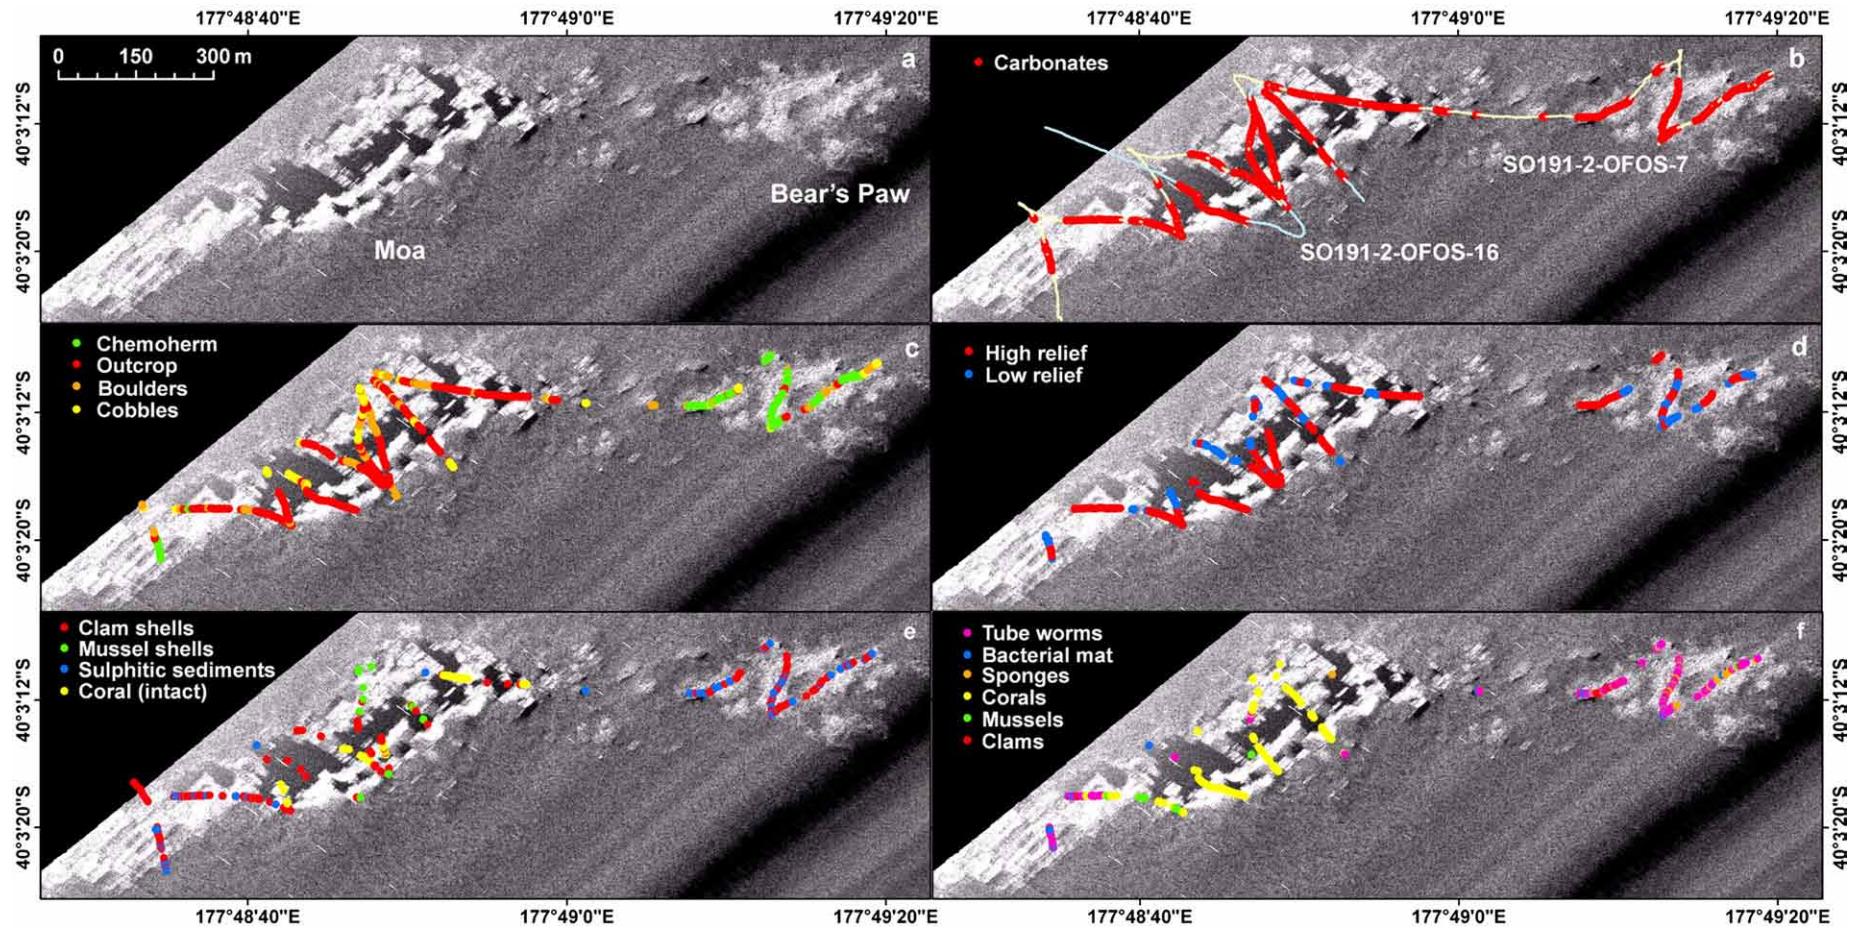 177°48'40"E 177°49'0"E 177°49'20"E 177°48'40"E 177°49'0"E 177°49'20"E
0 150 300 m
a
Bear's Paw
Moa
40°3'12"S
40°3'20"S
b
Carbonates
SO191-2-OFOS-7
SO191-2-OFOS-16
40°3'12"S
40°3'20"S
c
Chemoherm
Outcrop
Boulders
Cobbles
40°3'12"S
40°3'20"S
d
High relief
Low relief
40°3'12"S
40°3'20"S
e
Clam shells
Mussel shells
Sulphitic sediments
Coral (intact)
40°3'12"S
40°3'20"S
f
Tube worms
Bacterial mat
Sponges
Corals
Mussels
Clams
40°3'12"S
40°3'20"S
177°48'40"E 177°49'0"E 177°49'20"E 177°48'40"E 177°49'0"E 177°49'20"E